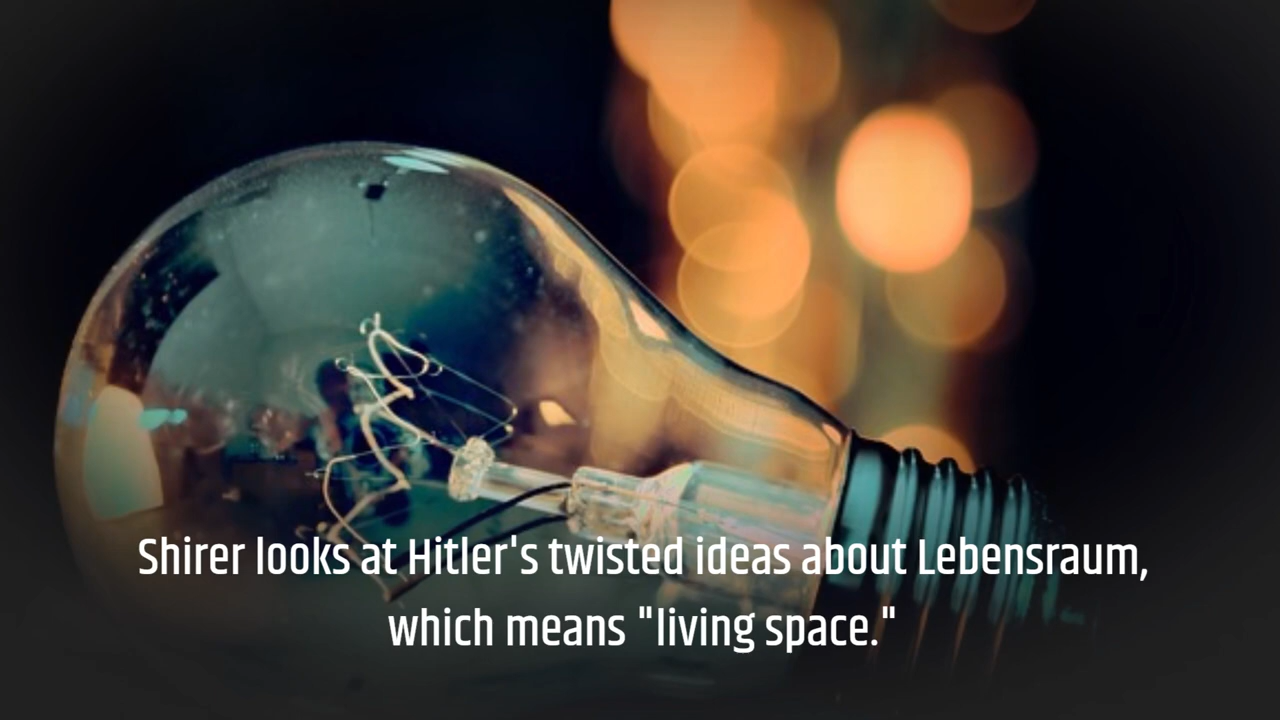 Shirer looks at Hitler's twisted ideas about Lebensraum,
which means "living space."